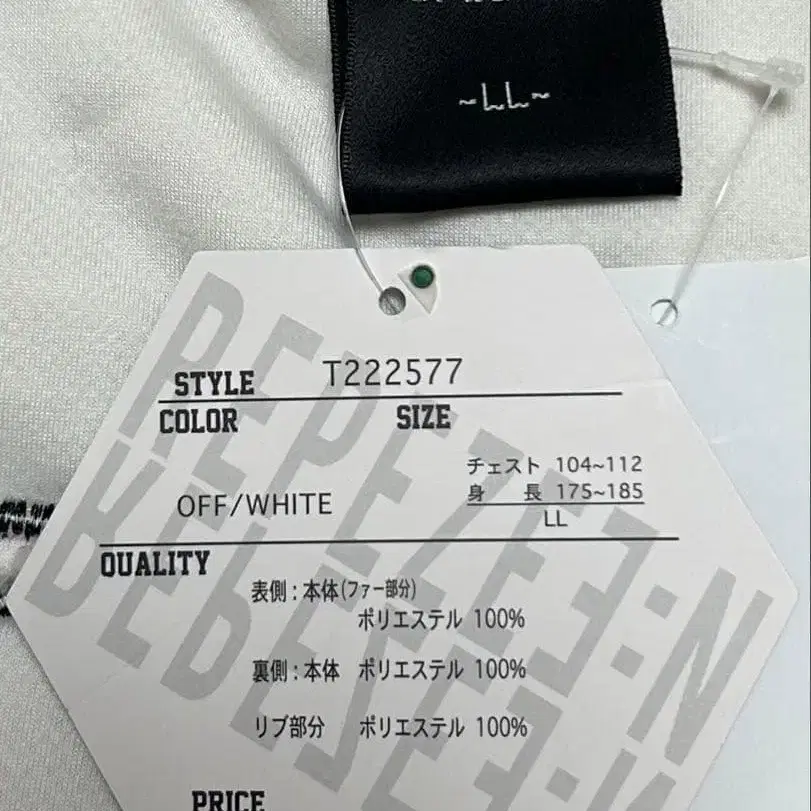 ~LL~
STYLE T222577
COLOR SIZE
チェスト 104~112
身 長 175~185
OFF/WHITE
LL
QUALITY
表側:本体(ファー部分)
ポリエステル 100%
裏側:本体 ポリエステル 100%
リブ部分 ポリエステル 100%
PRICE